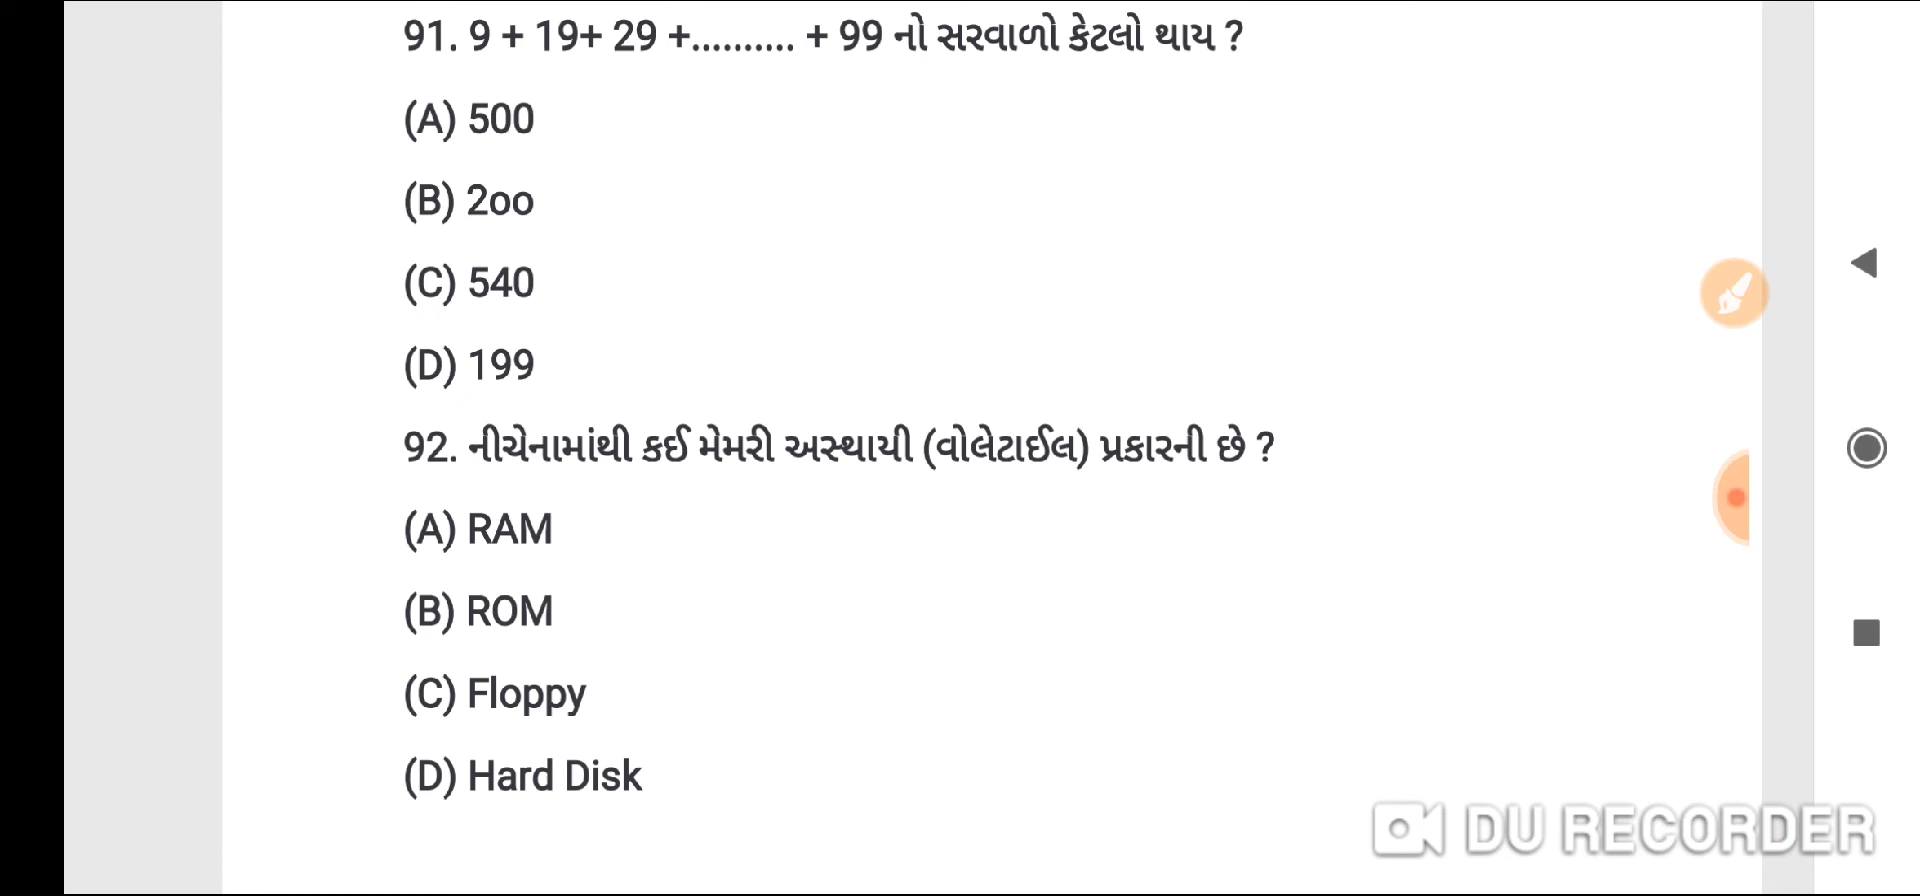 91. 9 + 19+ 29 +.......... + 99 નો સરવાળો કેટલો થાય ?
(A) 500
(B) 2oo
(C) 540
(D) 199
92. નીચેનામાંથી કઈ મેમરી અસ્થાયી (વોલેટાઈલ) પ્રકારની છે ?
(A) RAM
(B) ROM
(C) Floppy
(D) Hard Disk
DU RECORDER